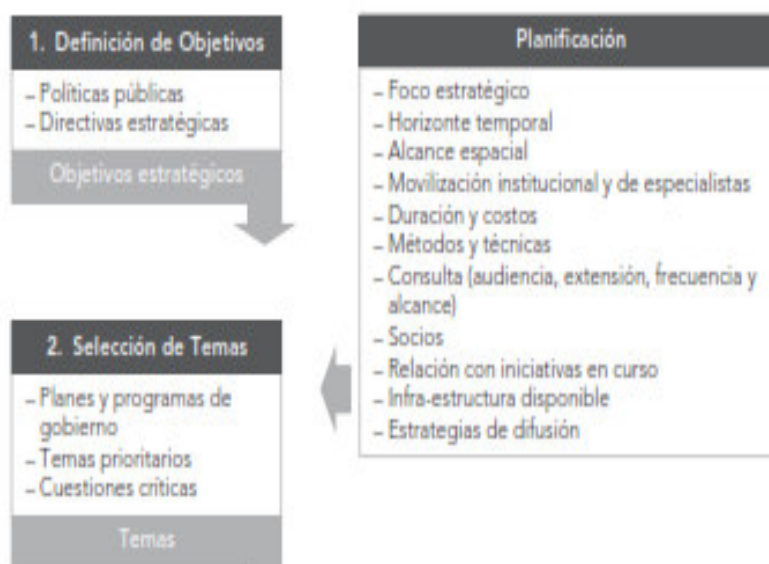 1. Definición de Objetivos
– Políticas públicas
– Directivas estratégicas
Objetivos estratégicos
Planificación
– Foco estratégico
– Horizonte temporal
– Alcance espacial
– Movilización institucional y de especialistas
– Duración y costos
– Métodos y técnicas
– Consulta (audiencia, extensión, frecuencia y
alcance)
– Socios
– Relación con iniciativas en curso
– Infra-estructura disponible
– Estrategias de difusión
2. Selección de Temas
– Planes y programas de
gobierno
– Temas prioritarios
– Cuestiones críticas
Temas